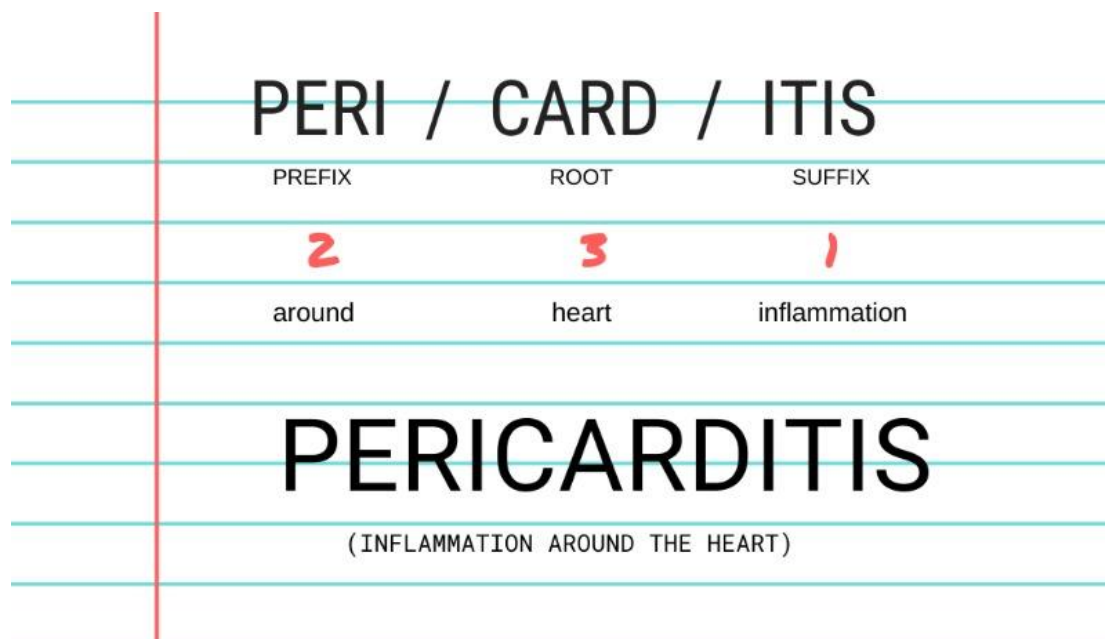 PERI / CARD / ITIS
PREFIX ROOT SUFFIX
2 3 1
around heart inflammation
PERICARDITIS
(INFLAMMATION AROUND THE HEART)